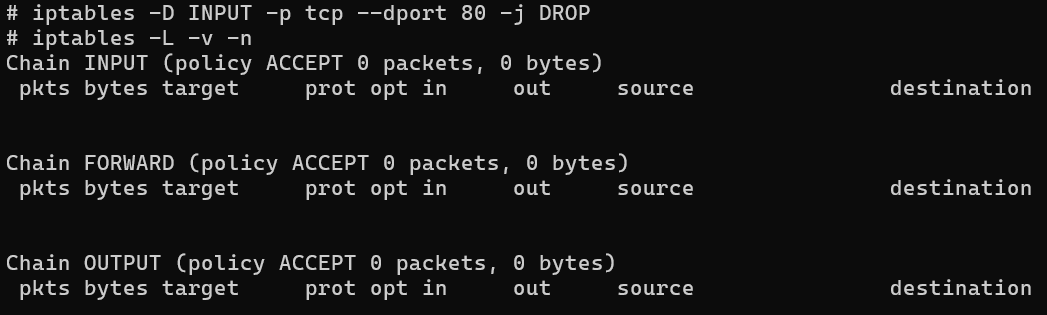 # iptables -D INPUT -p tcp --dport 80 -j DROP
# iptables -L -v -n
Chain INPUT (policy ACCEPT 0 packets, 0 bytes)
 pkts bytes target     prot opt in     out     source               destination
Chain FORWARD (policy ACCEPT 0 packets, 0 bytes)
 pkts bytes target     prot opt in     out     source               destination
Chain OUTPUT (policy ACCEPT 0 packets, 0 bytes)
 pkts bytes target     prot opt in     out     source               destination